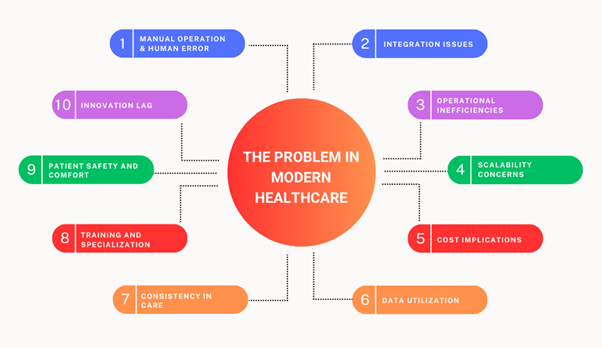 THE PROBLEM IN
MODERN
HEALTHCARE
1
MANUAL OPERATION
& HUMAN ERROR
2
INTEGRATION ISSUES
3
OPERATIONAL
INEFFICIENCIES
4
SCALABILITY
CONCERNS
5
COST IMPLICATIONS
6
DATA UTILIZATION
7
CONSISTENCY IN
CARE
8
TRAINING AND
SPECIALIZATION
9
PATIENT SAFETY AND
COMFORT
10
INNOVATION LAG